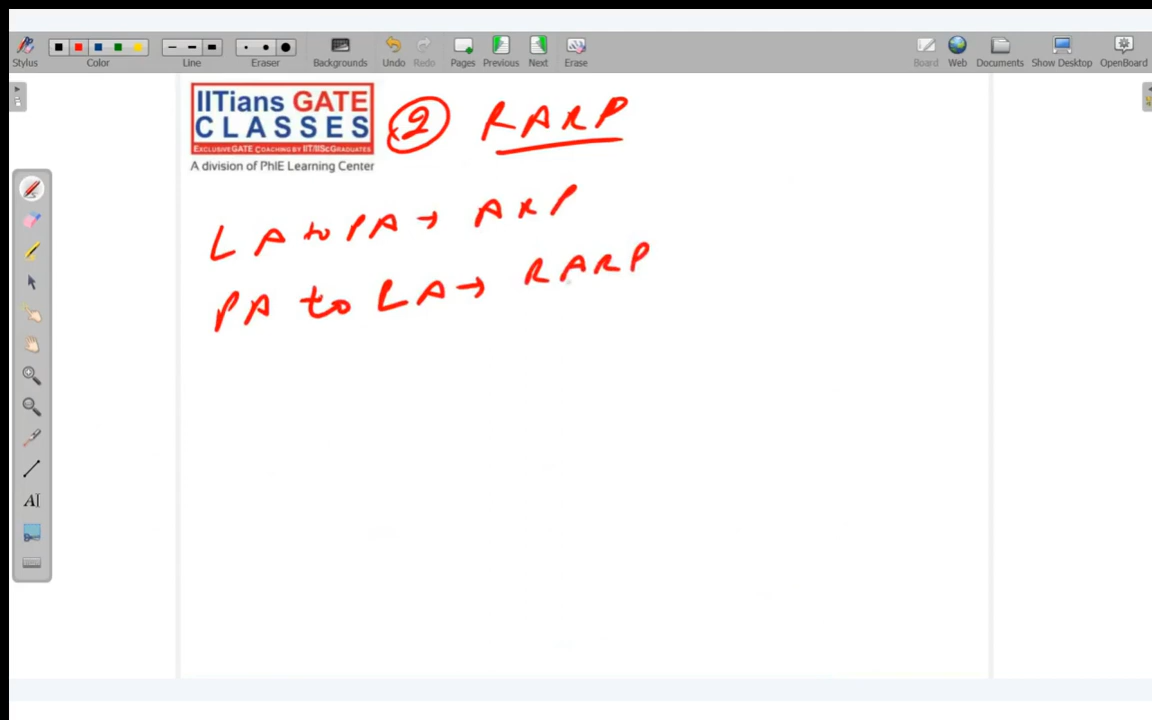 Stylus
Color
Line
Eraser
Backgrounds
Undo
Redo
Pages
Previous
Next
Erase
Board
Web
Documents
Show Desktop
OpenBoard
IITians GATE
CLASSES
EXCLUSIVE GATE COACHING BY IIT/IISc GRADUATES
A division of PhIE Learning Center
2 RARP
LA to PA → ARP
PA to LA → RARP
AI